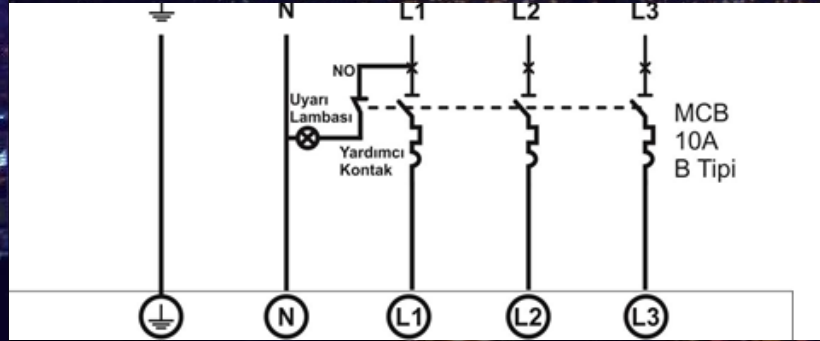 N L1 L2 L3
NO
Uyarı
Lambası
Yardımcı
Kontak
MCB
10A
B Tipi
N L1 L2 L3